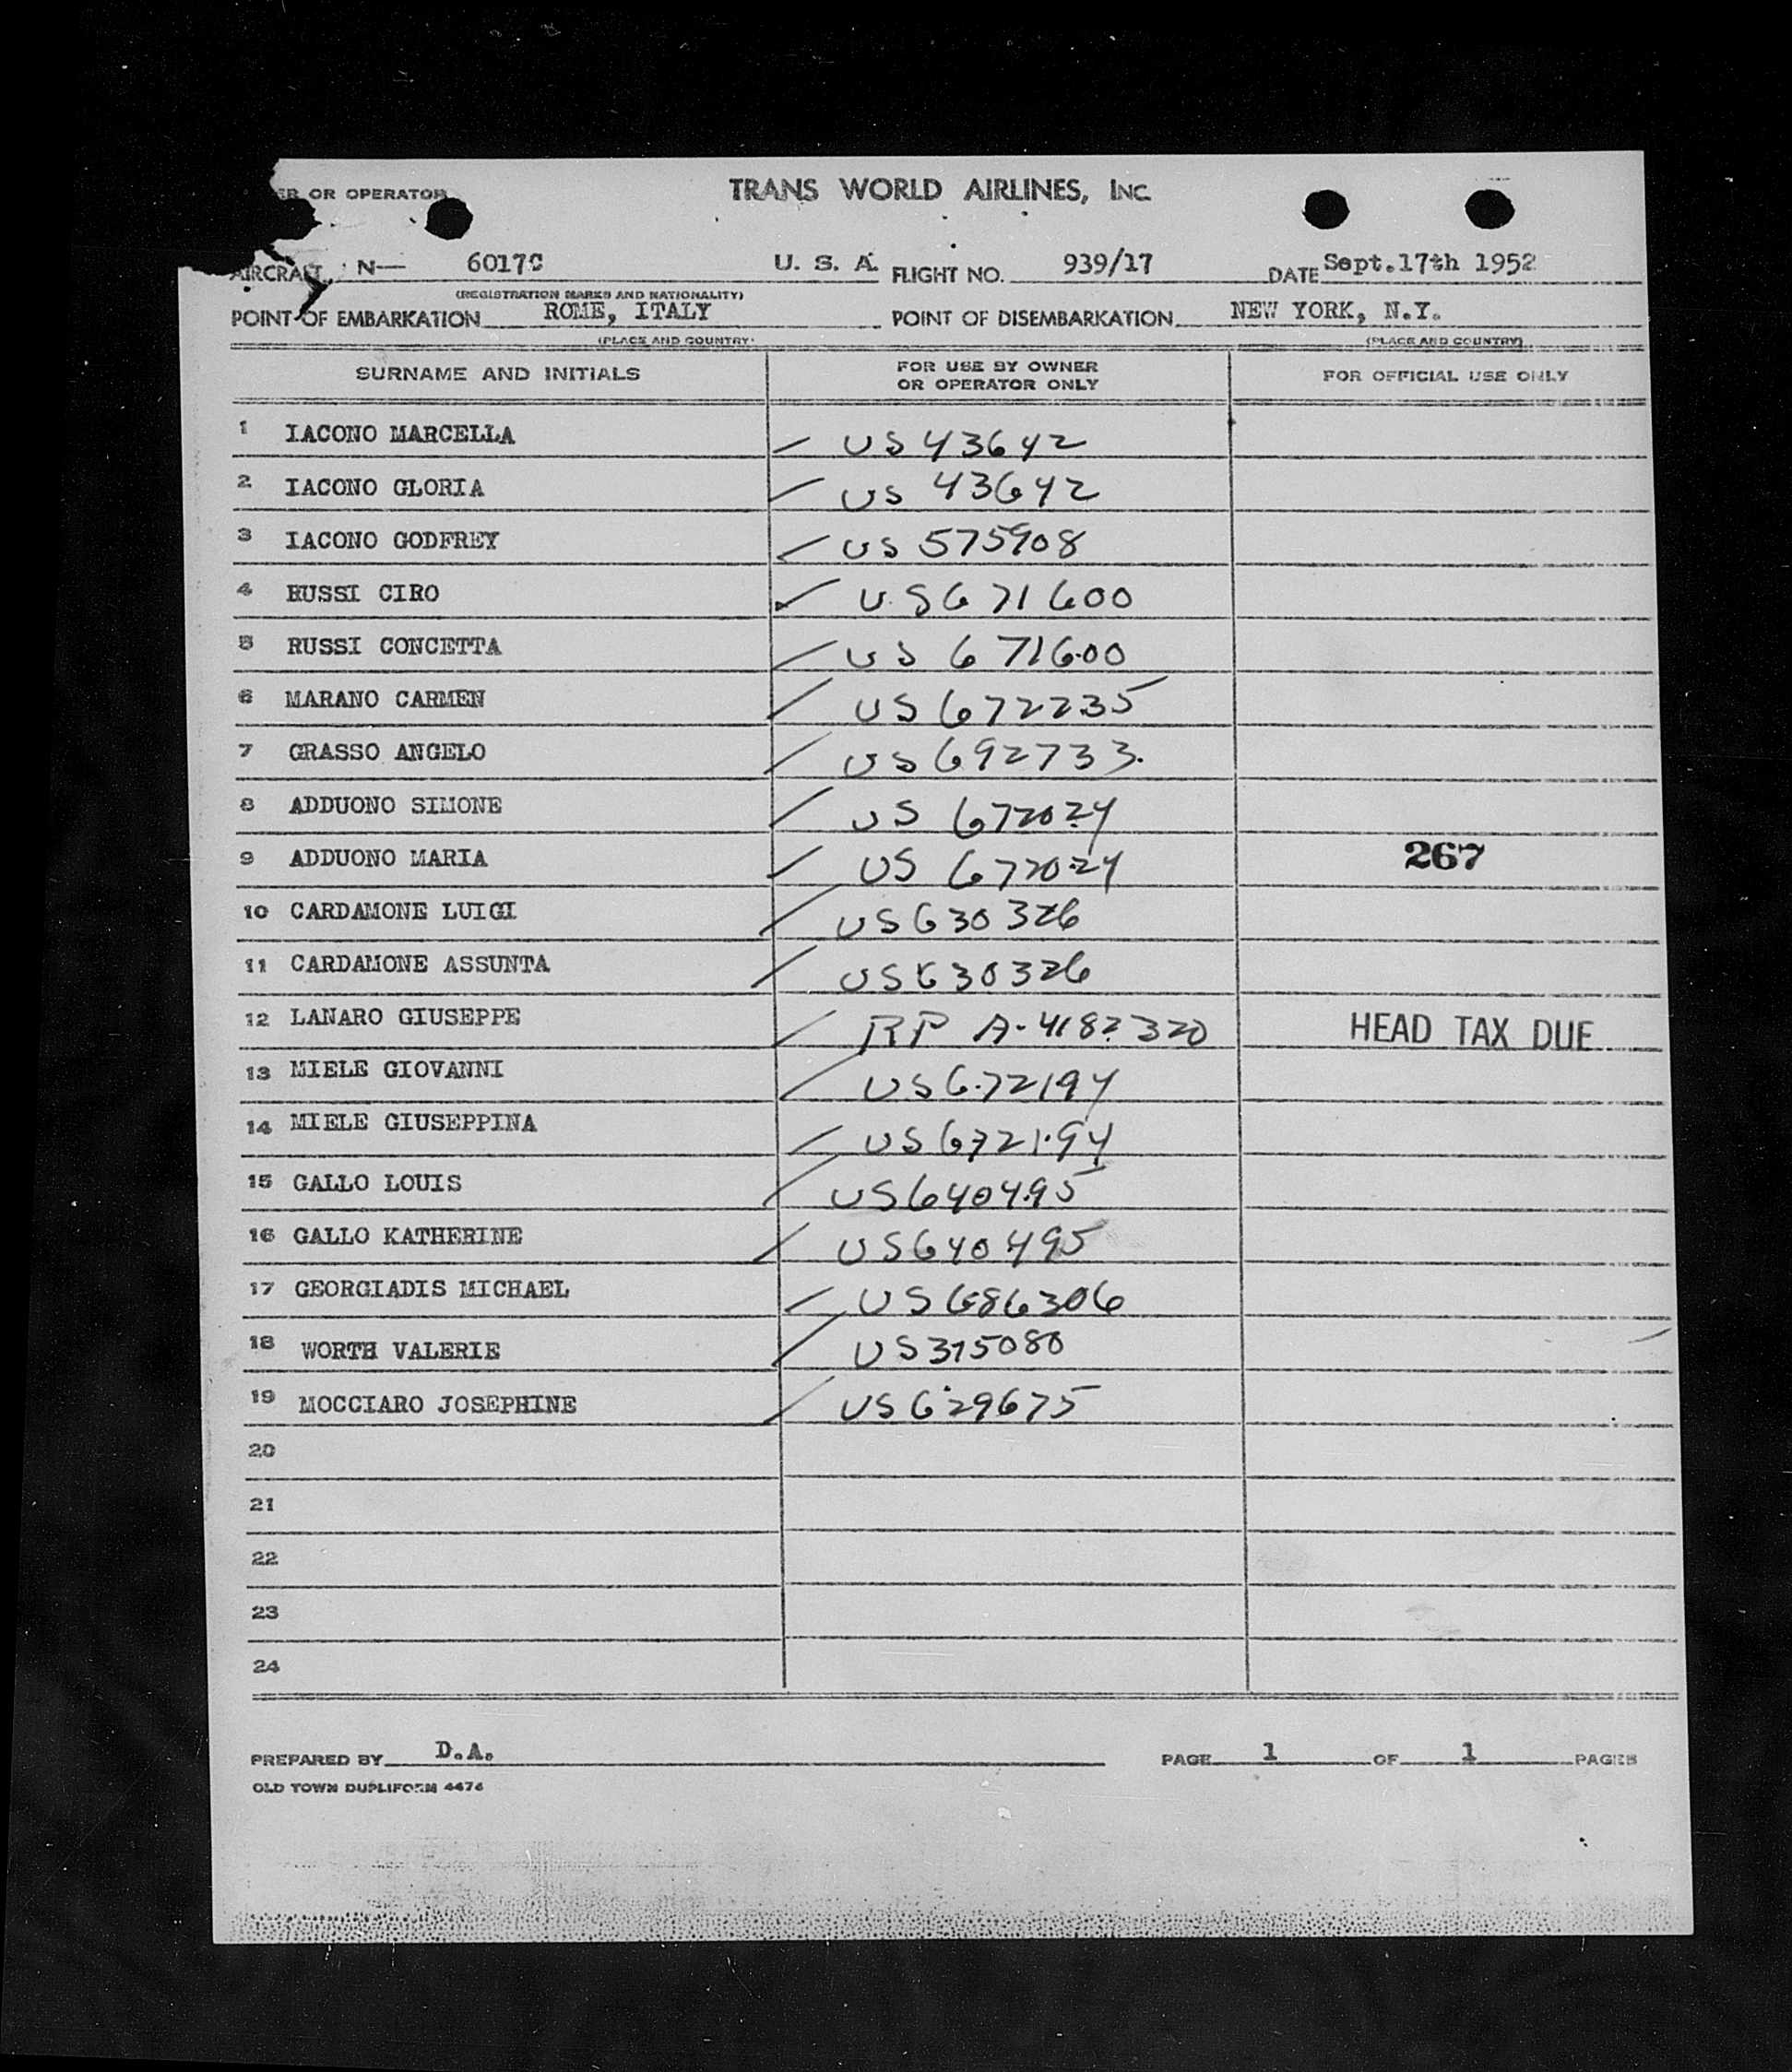 ER OR OPERATOR TRANS WORLD AIRLINES, INC.
AIRCRAFT N— 6017C U. S. A. FLIGHT NO. 939/17 DATE Sept.17th 1952
(REGISTRATION MARKS AND NATIONALITY)
POINT OF EMBARKATION ROME, ITALY POINT OF DISEMBARKATION NEW YORK, N.Y.
(PLACE AND COUNTRY) (PLACE AND COUNTRY)
SURNAME AND INITIALS FOR USE BY OWNER OR OPERATOR ONLY FOR OFFICIAL USE ONLY
1 IACONO MARCELLA US 43642
2 IACONO GLORIA US 43642
3 IACONO GODFREY US 575908
4 RUSSI CIRO US 671600
5 RUSSI CONCETTA US 671600
6 MARANO CARMEN US 672235
7 GRASSO ANGELO US 692733
8 ADDUONO SIMONE US 672024
9 ADDUONO MARIA US 672024 267
10 CARDAMONE LUIGI US 630326
11 CARDAMONE ASSUNTA US 630326
12 LANARO GIUSEPPE RP A-4182320 HEAD TAX DUE
13 MIELE GIOVANNI US 672194
14 MIELE GIUSEPPINA US 672194
15 GALLO LOUIS US 640495
16 GALLO KATHERINE US 640495
17 GEORGIADIS MICHAEL US 686306
18 WORTH VALERIE US 315080
19 MOCCIARO JOSEPHINE US 629675
20
21
22
23
24
PREPARED BY D.A. PAGE 1 OF 1 PAGES
OLD TOWN DUPLIFORM 4474